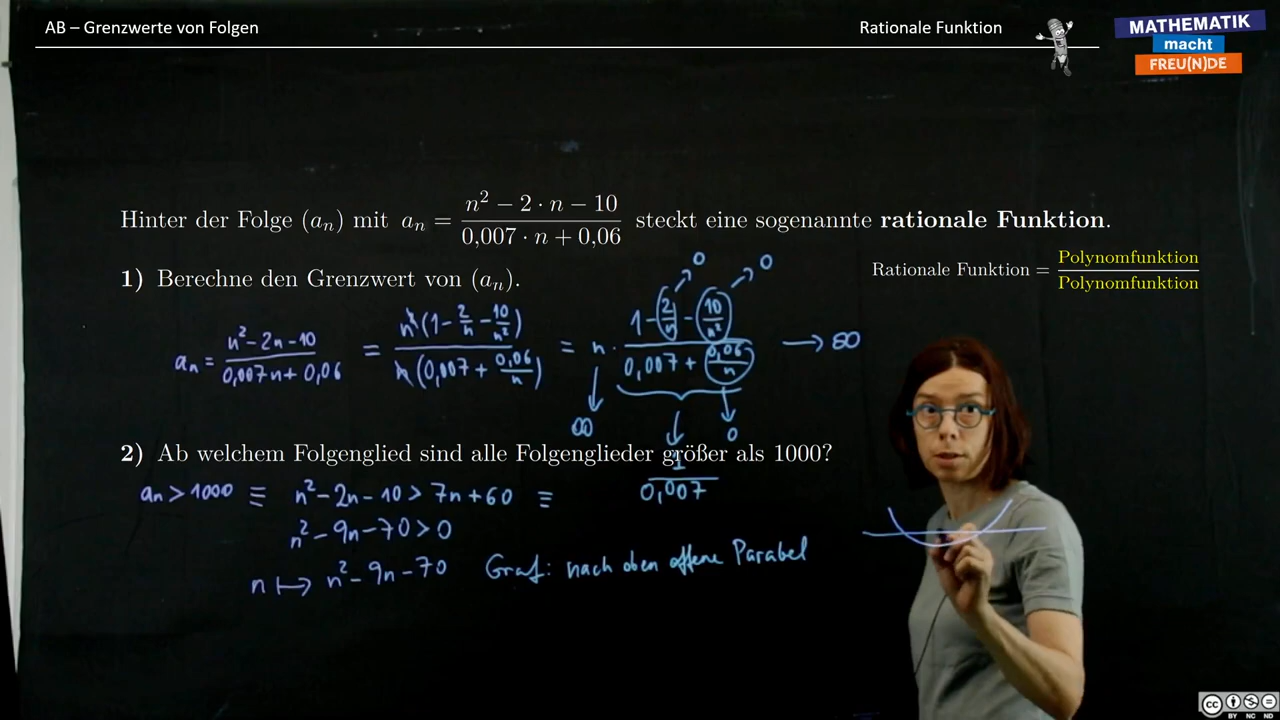 AB – Grenzwerte von Folgen
Rationale Funktion
MATHEMATIK
macht
FREU(N)DE
Hinter der Folge (aₙ) mit aₙ = (n² − 2 · n − 10)/(0,007 · n + 0,06) steckt eine sogenannte rationale Funktion.
Rationale Funktion = Polynomfunktion/Polynomfunktion
1) Berechne den Grenzwert von (aₙ).
aₙ = (n² − 2n − 10)/(0,007n + 0,06) = n²(1 − 2/n − 10/n²)/n(0,007 + 0,06/n) = n · (1 − 2/n − 10/n²)/(0,007 + 0,06/n) → ∞
0
0
∞
0
1/0,007
2) Ab welchem Folgenglied sind alle Folgenglieder größer als 1000?
aₙ > 1000 ≡ n² − 2n − 10 > 7n + 60 ≡
n² − 9n − 70 > 0
n ↦ n² − 9n − 70 Graf: nach oben offene Parabel
cc
BY NC ND